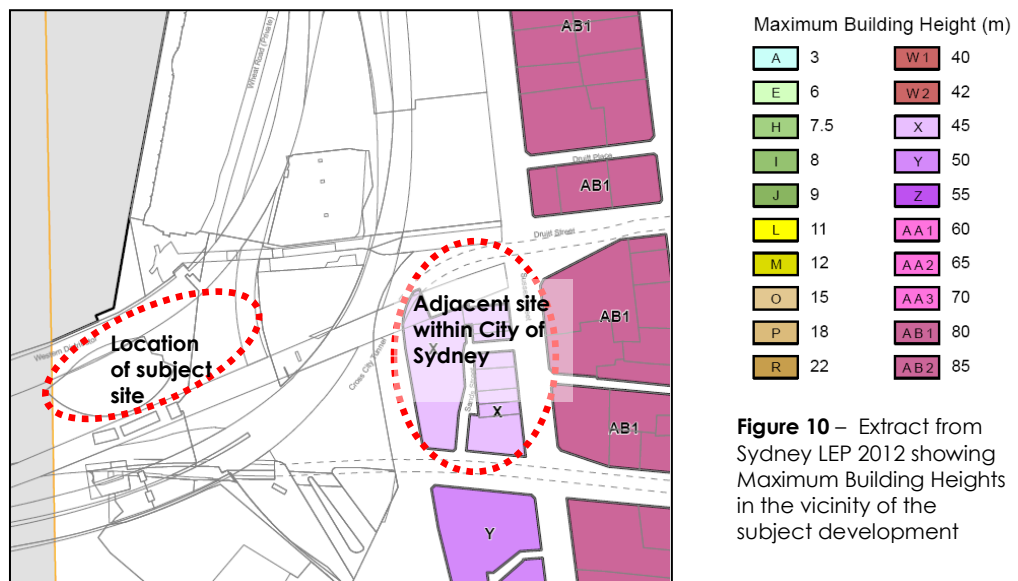 AB1
Wheat Road (Private)
Druitt Place
AB1
Druitt Street
Adjacent site
within City of
Sydney
X
AB1
Location
of subject
site
Cross City Tunnel
X
AB1
Y
Maximum Building Height (m)
A 3
E 6
H 7.5
I 8
J 9
L 11
M 12
O 15
P 18
R 22
W1 40
W2 42
X 45
Y 50
Z 55
AA1 60
AA2 65
AA3 70
AB1 80
AB2 85
Figure 10 – Extract from
Sydney LEP 2012 showing
Maximum Building Heights
in the vicinity of the
subject development